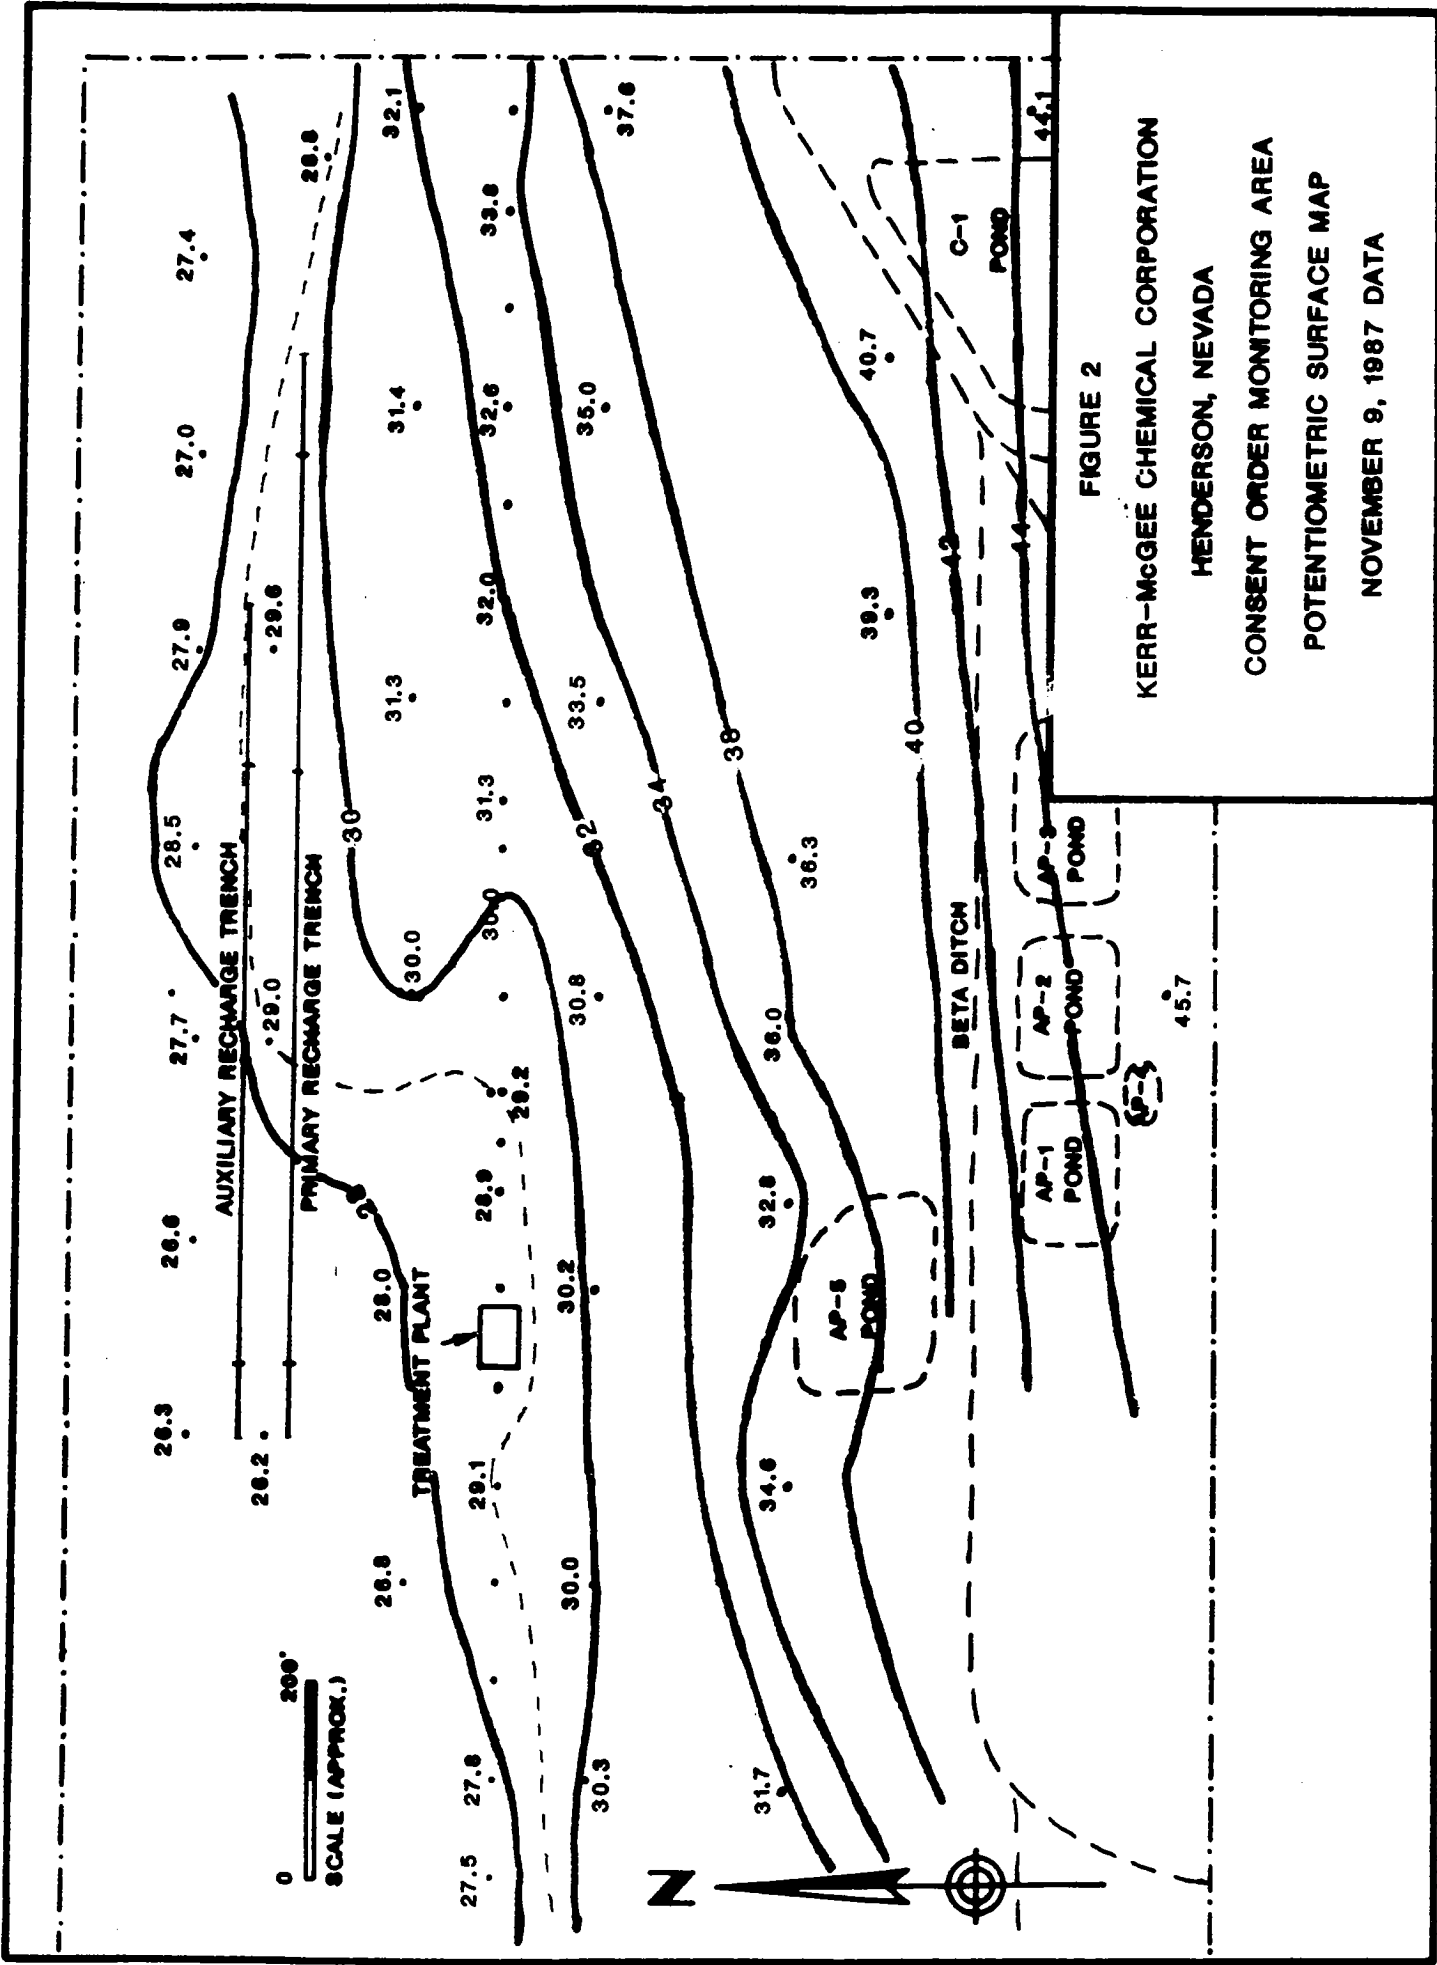 FIGURE 2
KERR-McGEE CHEMICAL CORPORATION
HENDERSON, NEVADA
CONSENT ORDER MONITORING AREA
POTENTIOMETRIC SURFACE MAP
NOVEMBER 9, 1987 DATA
0 200'
SCALE (APPROX.)
N
AUXILIARY RECHARGE TRENCH
PRIMARY RECHARGE TRENCH
TREATMENT PLANT
BETA DITCH
AP-5
POND
AP-1
POND
AP-2
POND
AP-3
POND
AP-4
C-1
POND
26.3
26.6
27.7
28.5
27.9
27.0
27.4
26.2
29.0
29.6
28.8
26.8
28.0
30.0
31.3
31.4
32.1
30
27.5
27.8
29.1
28.9
29.2
30.0
31.3
32.0
32.6
33.8
30.3
30.0
30.2
30.8
33.5
35.0
37.6
32
34
38
31.7
34.6
32.8
36.0
36.3
39.3
40.7
40
42
44
44.1
45.7